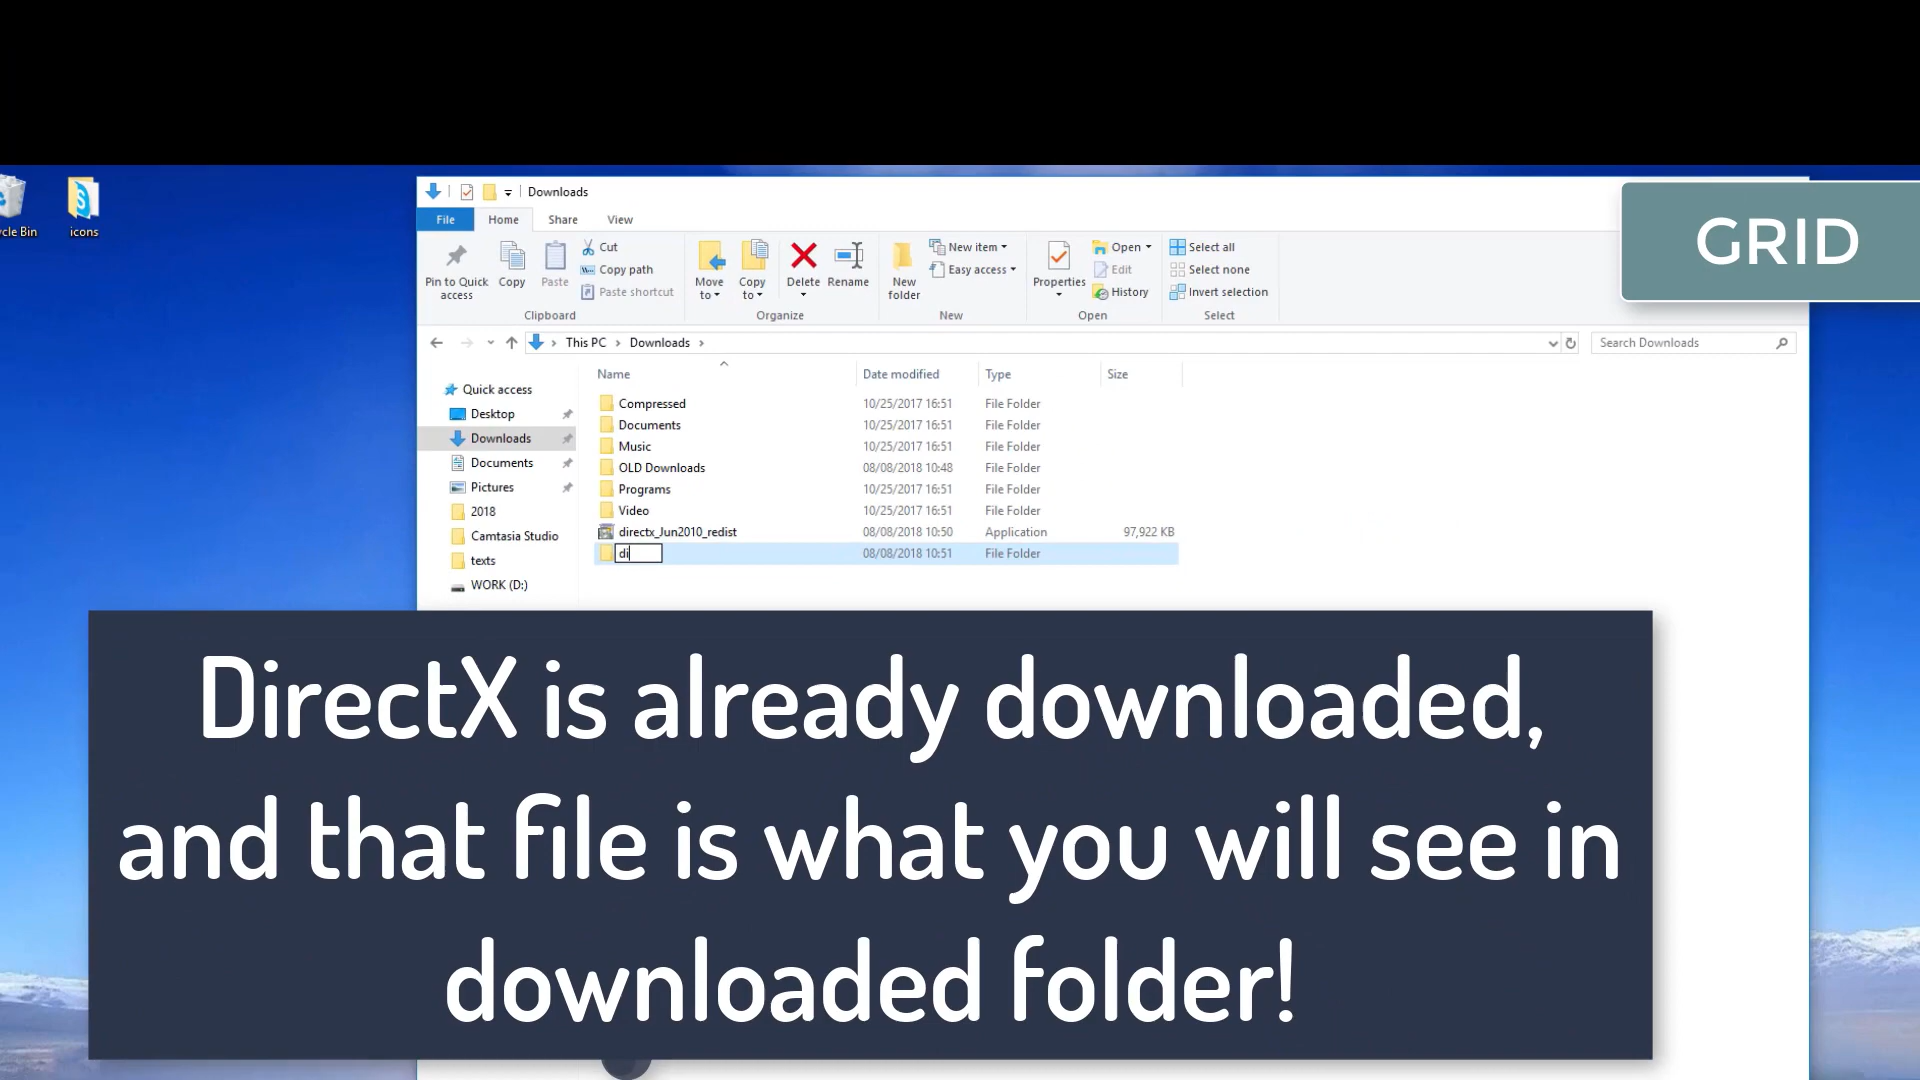 Downloads
File Home Share View
GRID
cle Bin
icons
Pin to Quick access
Copy
Paste
Cut
Copy path
Paste shortcut
Move to
Copy to
Delete
Rename
New folder
New item
Easy access
Properties
Open
Edit
History
Select all
Select none
Invert selection
Clipboard Organize New Open Select
This PC Downloads
Search Downloads
Name Date modified Type Size
Quick access
Desktop
Downloads
Documents
Pictures
2018
Camtasia Studio
texts
WORK (D:)
Compressed 10/25/2017 16:51 File Folder
Documents 10/25/2017 16:51 File Folder
Music 10/25/2017 16:51 File Folder
OLD Downloads 08/08/2018 10:48 File Folder
Programs 10/25/2017 16:51 File Folder
Video 10/25/2017 16:51 File Folder
directx_Jun2010_redist 08/08/2018 10:50 Application 97,922 KB
di 08/08/2018 10:51 File Folder
DirectX is already downloaded,
and that file is what you will see in
downloaded folder!